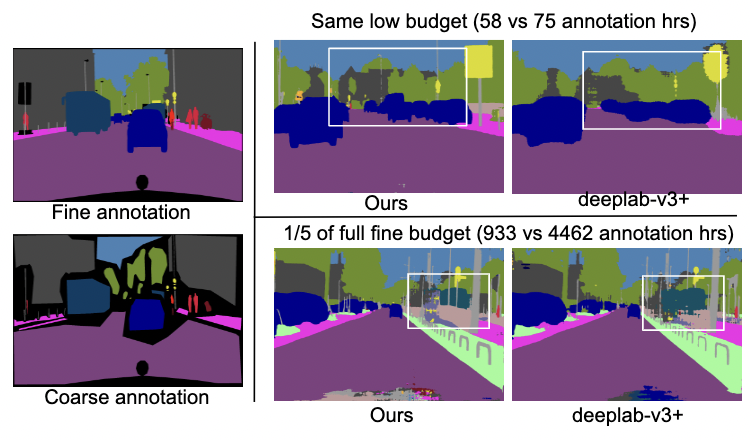 Same low budget (58 vs 75 annotation hrs)
Fine annotation
Ours
deeplab-v3+
1/5 of full fine budget (933 vs 4462 annotation hrs)
Coarse annotation
Ours
deeplab-v3+